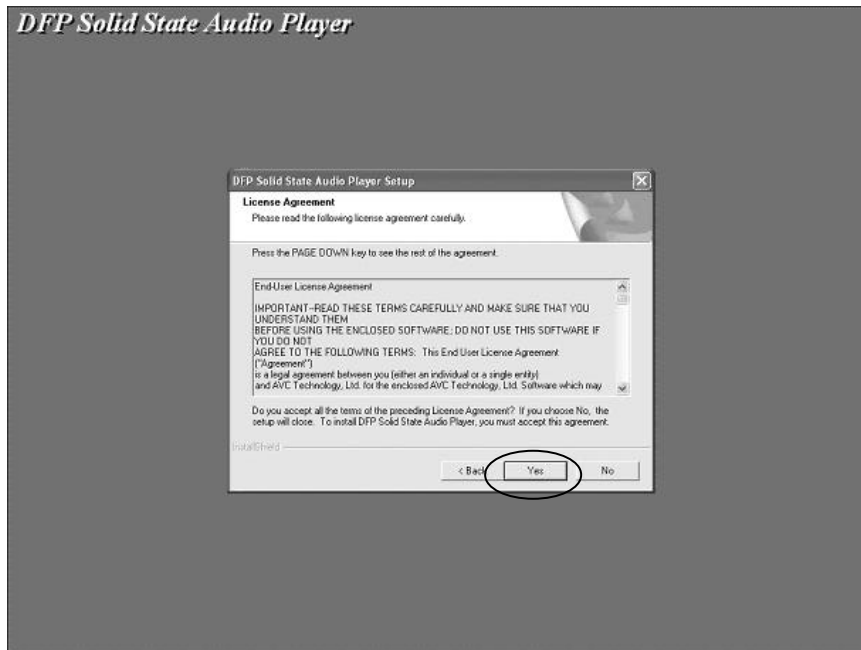 DFP Solid State Audio Player
DFP Solid State Audio Player Setup
License Agreement
Please read the following license agreement carefully.
Press the PAGE DOWN key to see the rest of the agreement.
End-User License Agreement
IMPORTANT-READ THESE TERMS CAREFULLY AND MAKE SURE THAT YOU
UNDERSTAND THEM
BEFORE USING THE ENCLOSED SOFTWARE; DO NOT USE THIS SOFTWARE IF
YOU DO NOT
AGREE TO THE FOLLOWING TERMS: This End User License Agreement
("Agreement")
is a legal agreement between you (either an individual or a single entity)
and AVC Technology, Ltd. for the enclosed AVC Technology, Ltd. Software which may
Do you accept all the terms of the preceding License Agreement? If you choose No, the
setup will close. To install DFP Solid State Audio Player, you must accept this agreement.
InstallShield
< Back Yes No